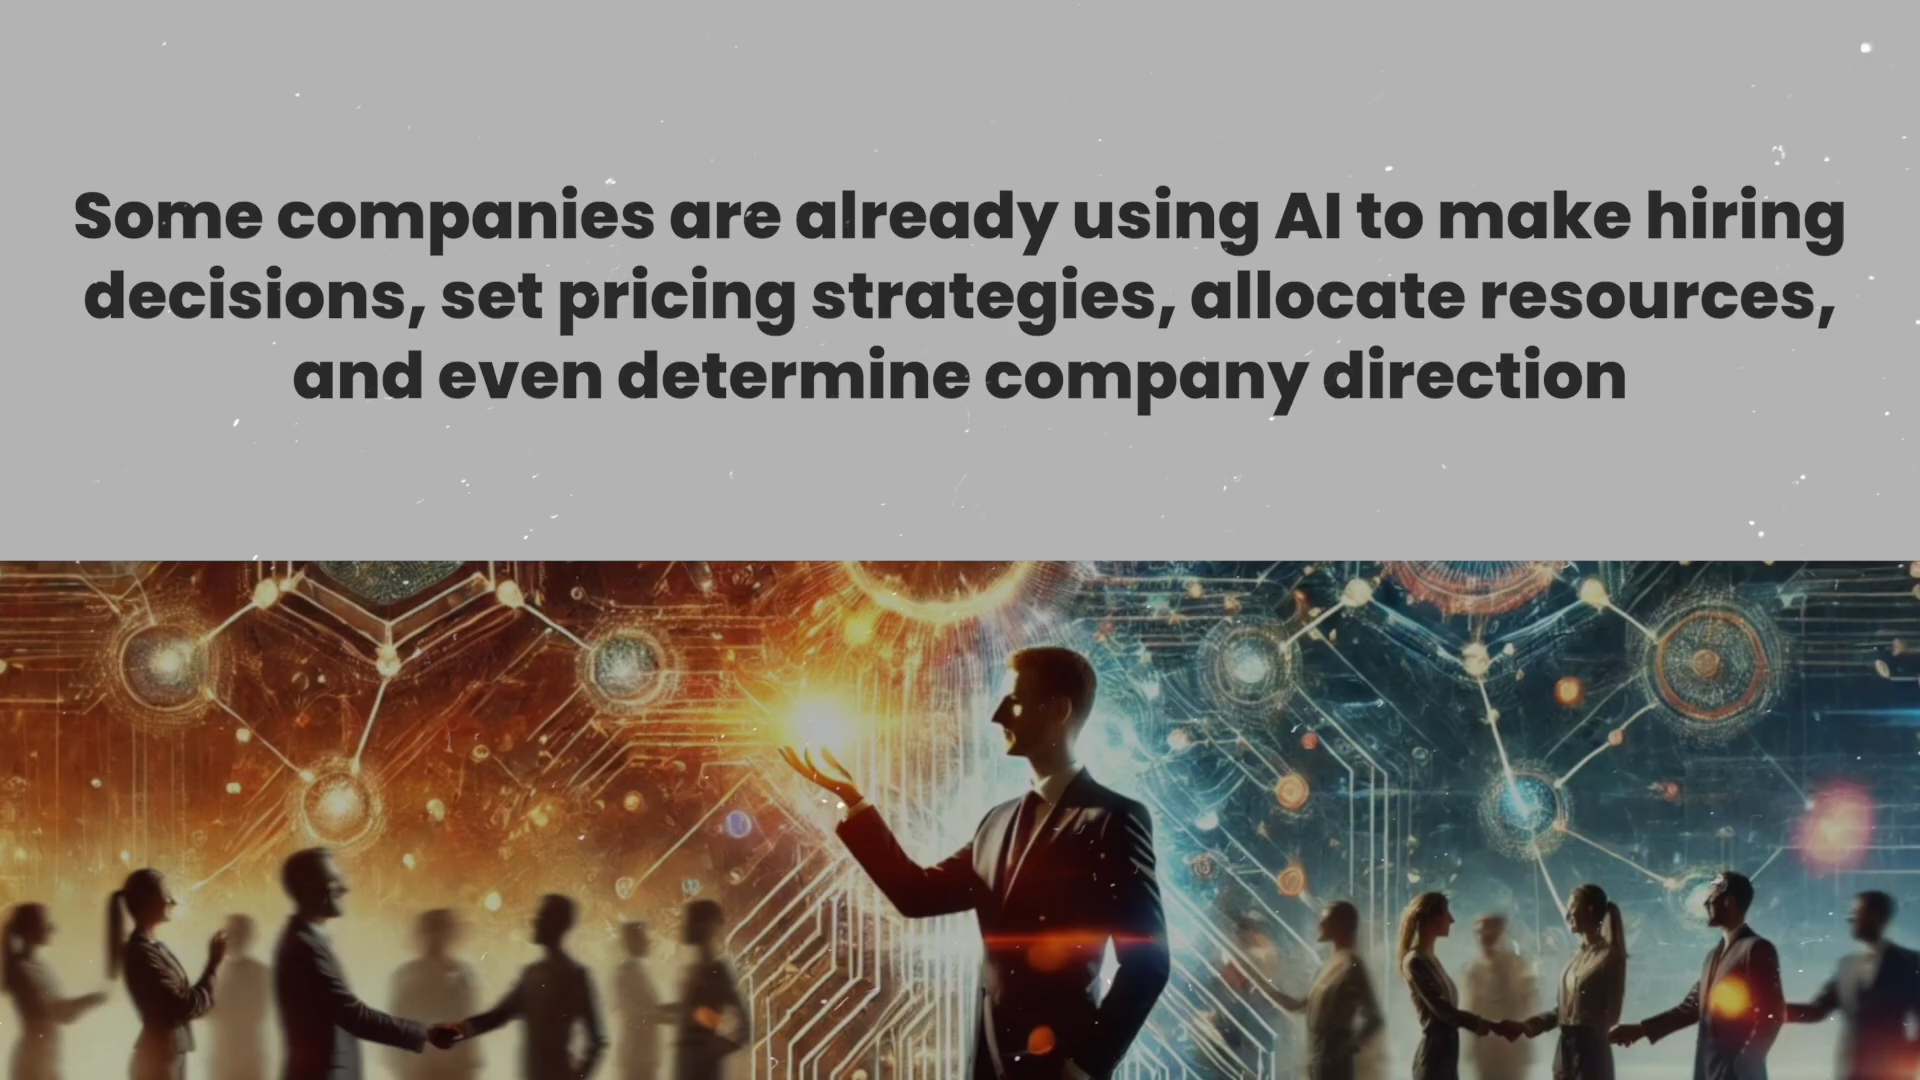 Some companies are already using AI to make hiring
decisions, set pricing strategies, allocate resources,
and even determine company direction